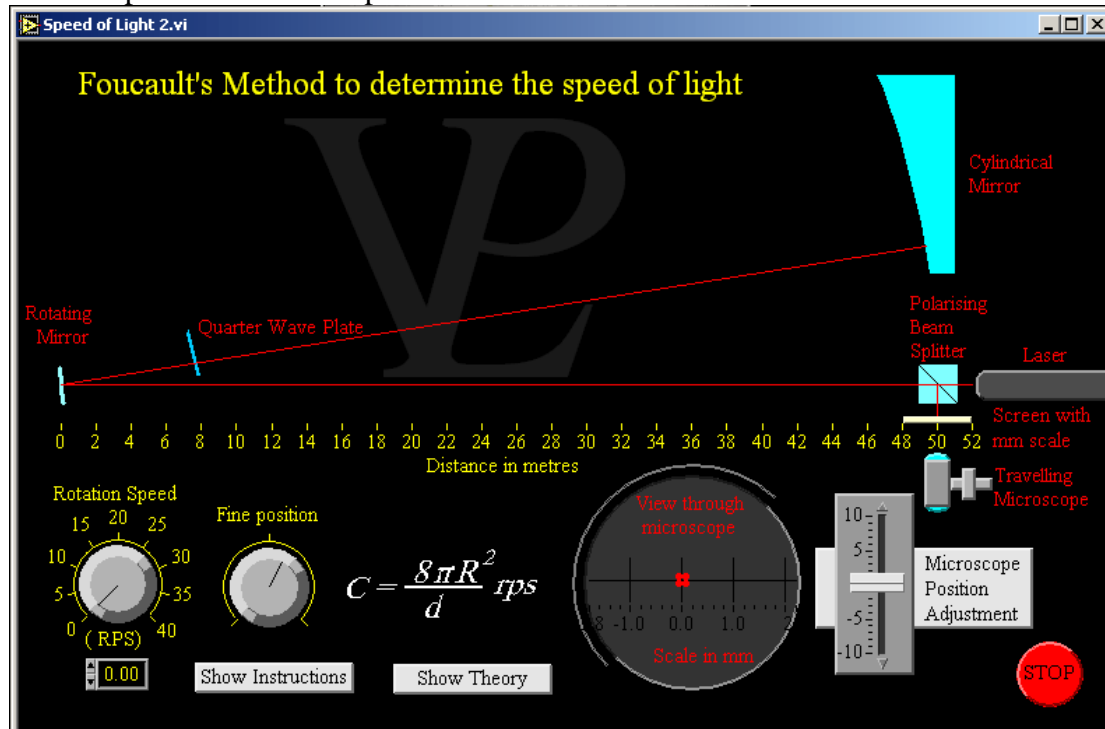 Speed of Light 2.vi
Foucault's Method to determine the speed of light
VPL
Cylindrical
Mirror
Rotating
Mirror
Quarter Wave Plate
Polarising
Beam
Splitter
Laser
Screen with
mm scale
0 2 4 6 8 10 12 14 16 18 20 22 24 26 28 30 32 34 36 38 40 42 44 46 48 50 52
Distance in metres
Travelling
Microscope
Rotation Speed
0 5 10 15 20 25 30 35 40
(RPS)
0.00
Fine position
C = 8πR² / d rps
View through
microscope
-1.0 0.0 1.0
Scale in mm
10
5
-5
-10
Microscope
Position
Adjustment
Show Instructions
Show Theory
STOP